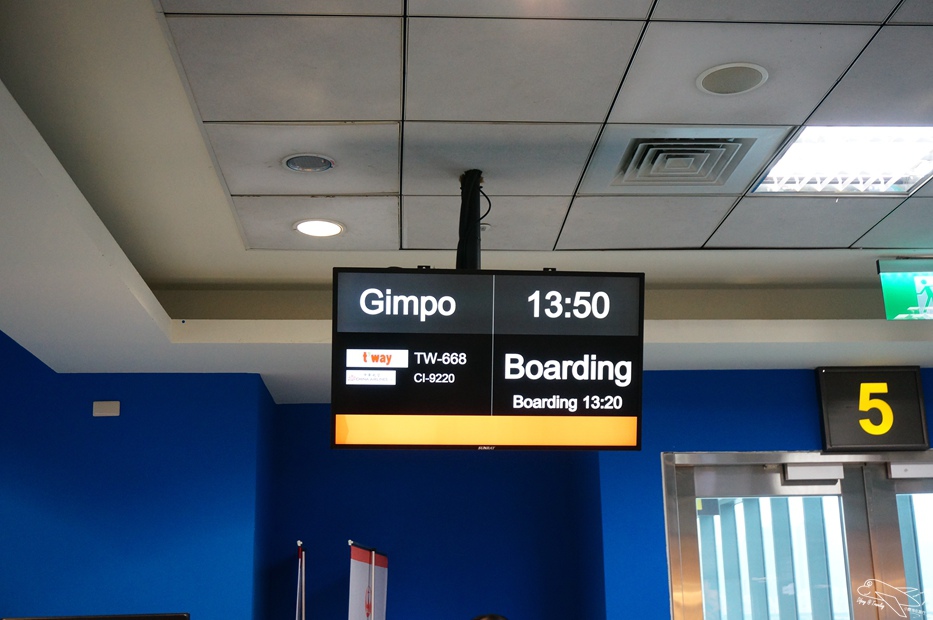 Gimpo
13:50
t'way
TW-668
CI-9220
Boarding
Boarding 13:20
5